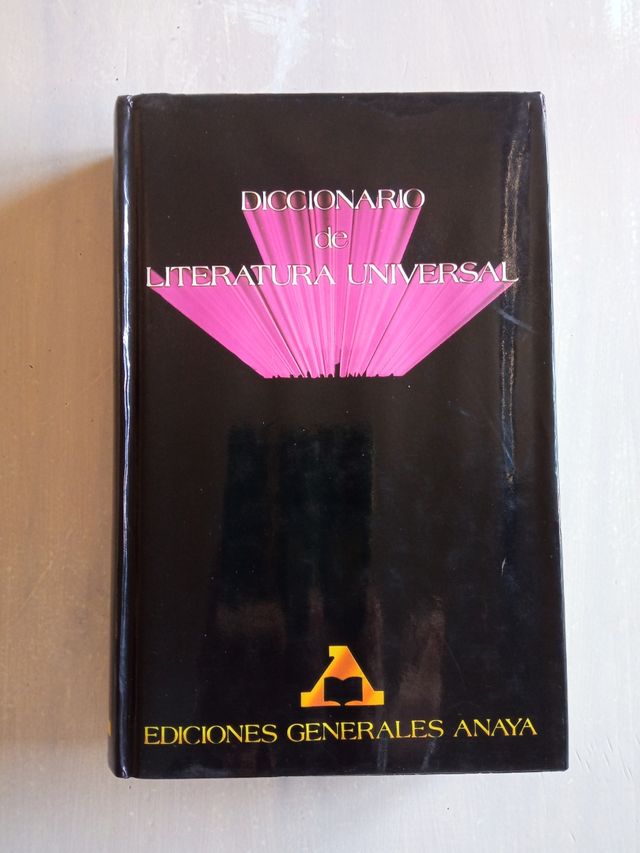 DICCIONARIO
de
LITERATURA UNIVERSAL
EDICIONES GENERALES ANAYA